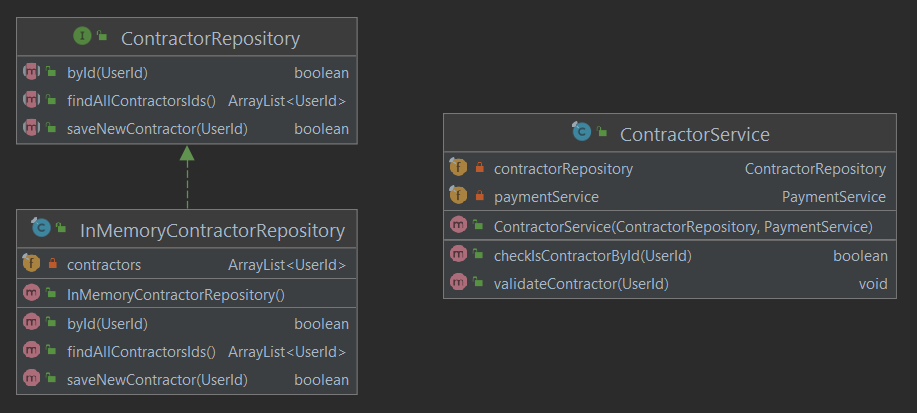 ContractorRepository
byId(UserId) boolean
findAllContractorsIds() ArrayList<UserId>
saveNewContractor(UserId) boolean
InMemoryContractorRepository
contractors ArrayList<UserId>
InMemoryContractorRepository()
byId(UserId) boolean
findAllContractorsIds() ArrayList<UserId>
saveNewContractor(UserId) boolean
ContractorService
contractorRepository ContractorRepository
paymentService PaymentService
ContractorService(ContractorRepository, PaymentService)
checkIsContractorById(UserId) boolean
validateContractor(UserId) void